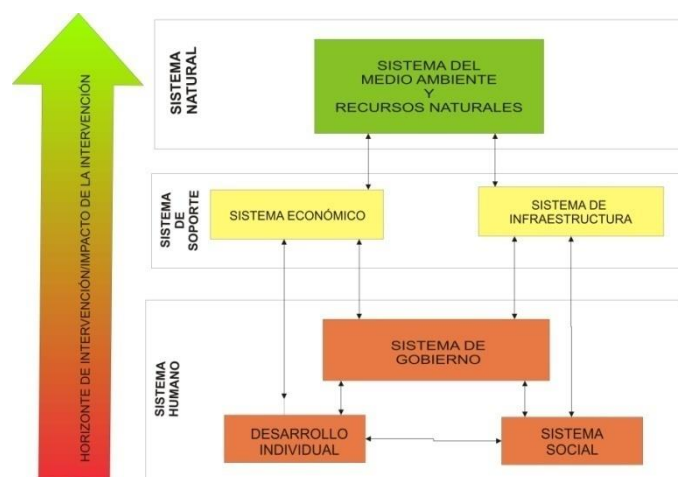 HORIZONTE DE INTERVENCIÓN/IMPACTO DE LA INTERVENCIÓN
SISTEMA
NATURAL
SISTEMA DEL
MEDIO AMBIENTE
Y
RECURSOS NATURALES
SISTEMA
DE
SOPORTE
SISTEMA ECONÓMICO
SISTEMA DE
INFRAESTRUCTURA
SISTEMA
HUMANO
SISTEMA DE
GOBIERNO
DESARROLLO
INDIVIDUAL
SISTEMA
SOCIAL